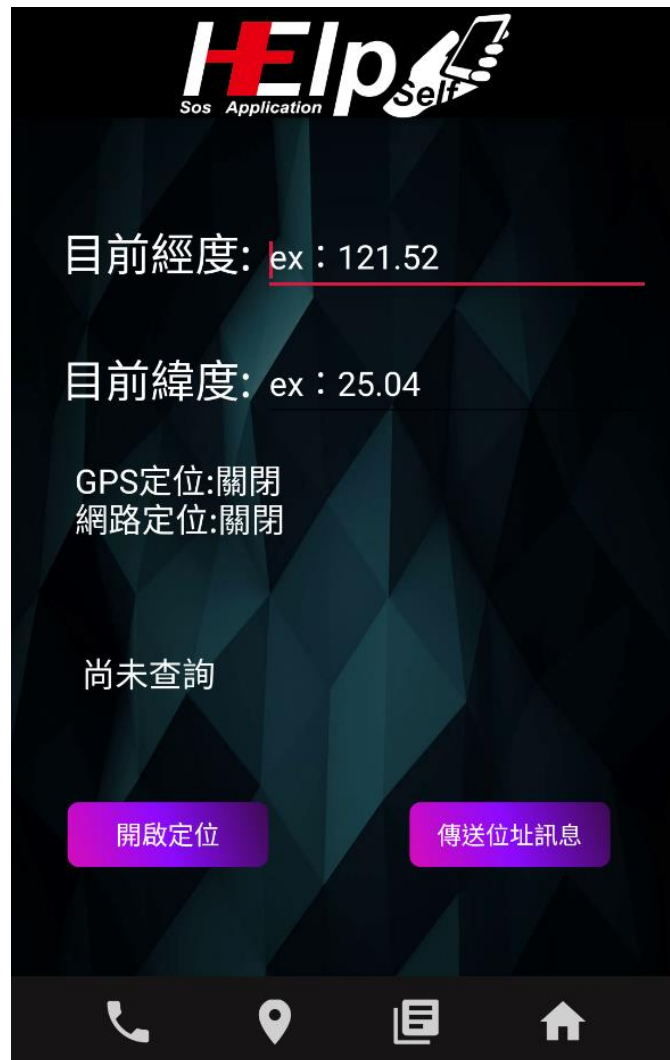 HElp
Sos Application Self
目前經度: ex：121.52
目前緯度: ex：25.04
GPS定位:關閉
網路定位:關閉
尚未查詢
開啟定位 傳送位址訊息